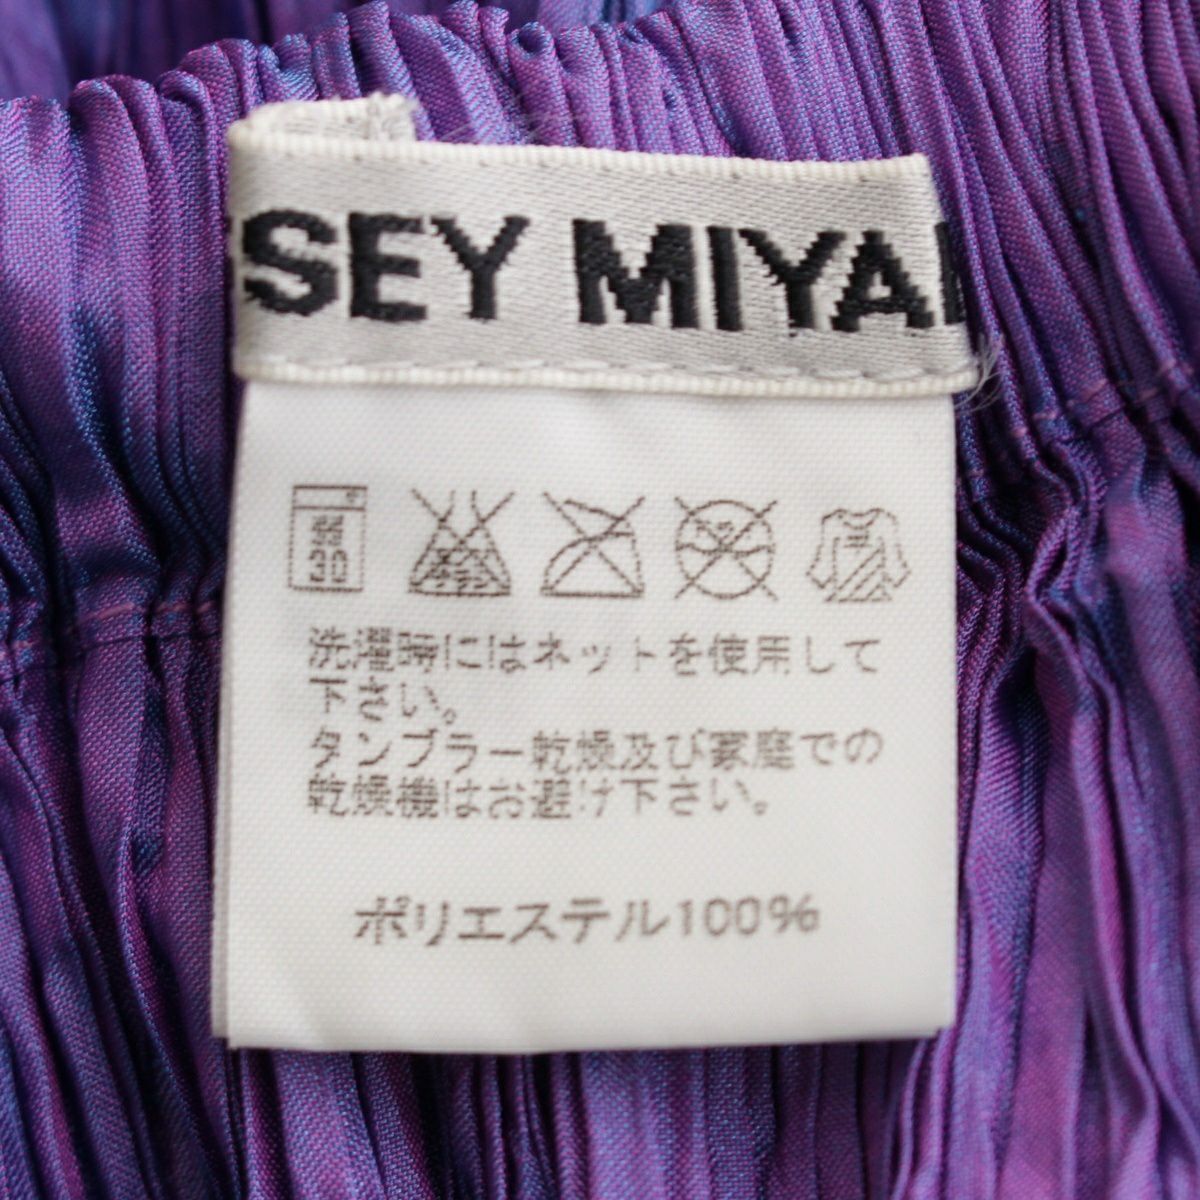 SEY MIYA
弱
30
洗濯時にはネットを使用して
下さい。
タンブラー乾燥及び家庭での
乾燥機はお避け下さい。
ポリエステル100%